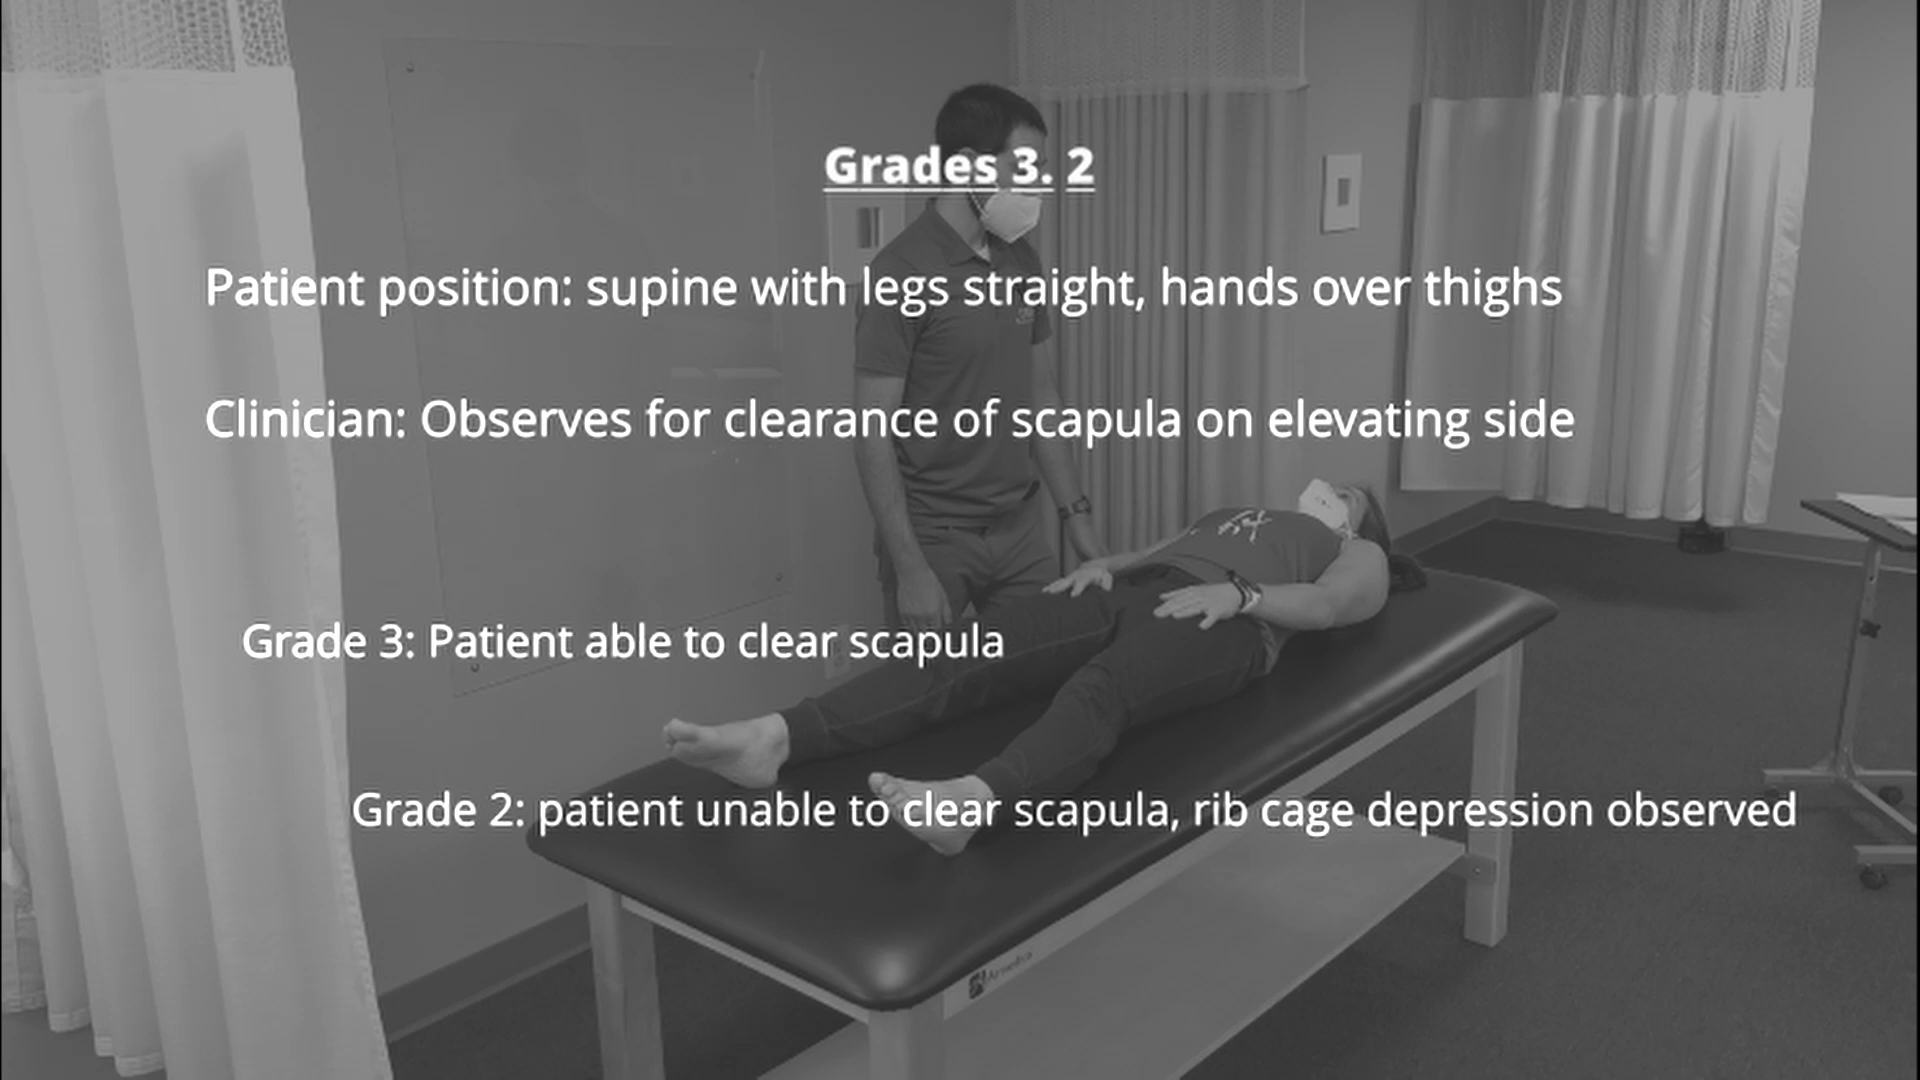 Grades 3. 2
Patient position: supine with legs straight, hands over thighs
Clinician: Observes for clearance of scapula on elevating side
Grade 3: Patient able to clear scapula
Grade 2: patient unable to clear scapula, rib cage depression observed